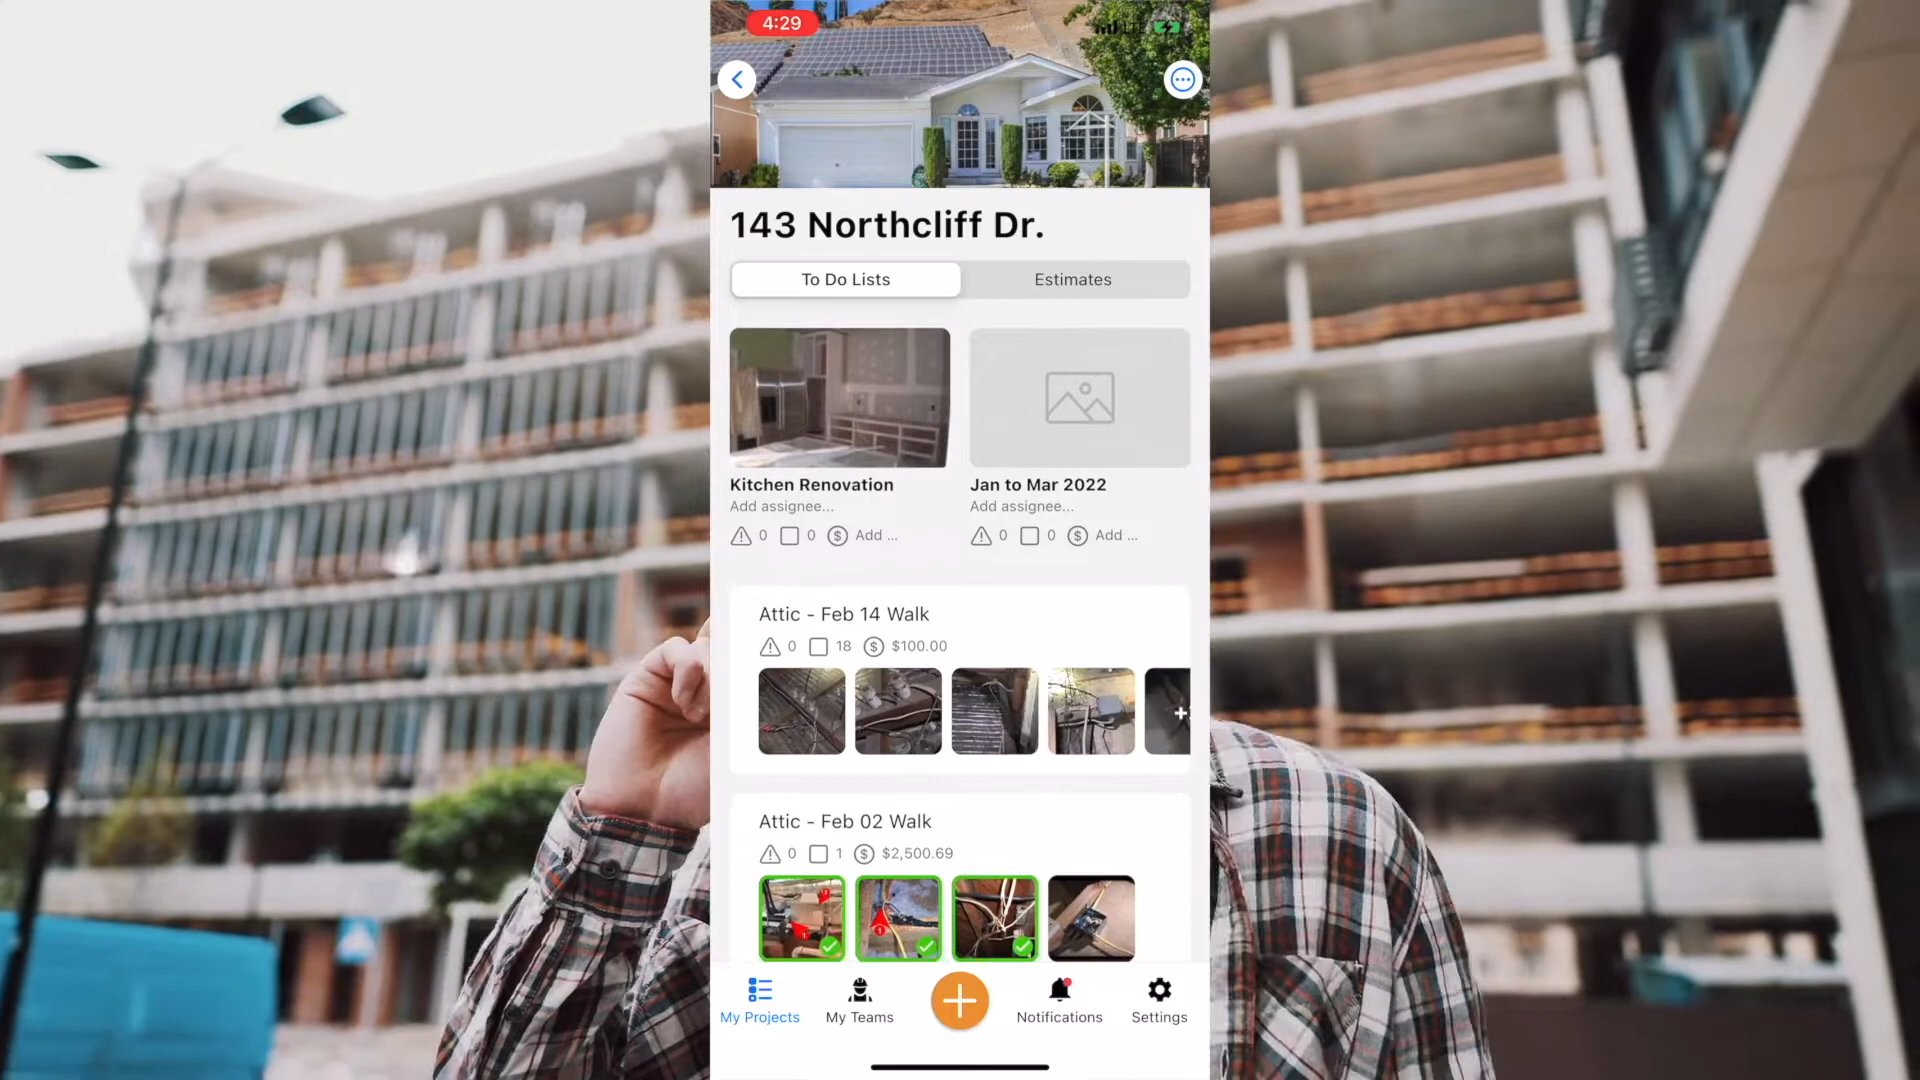 4:29
143 Northcliff Dr.
To Do Lists
Estimates
Kitchen Renovation
Add assignee...
0 0 $ Add ...
Jan to Mar 2022
Add assignee...
0 0 $ Add ...
Attic - Feb 14 Walk
0 18 $ $100.00
+
Attic - Feb 02 Walk
0 1 $ $2,500.69
1
1
My Projects
My Teams
Notifications
Settings